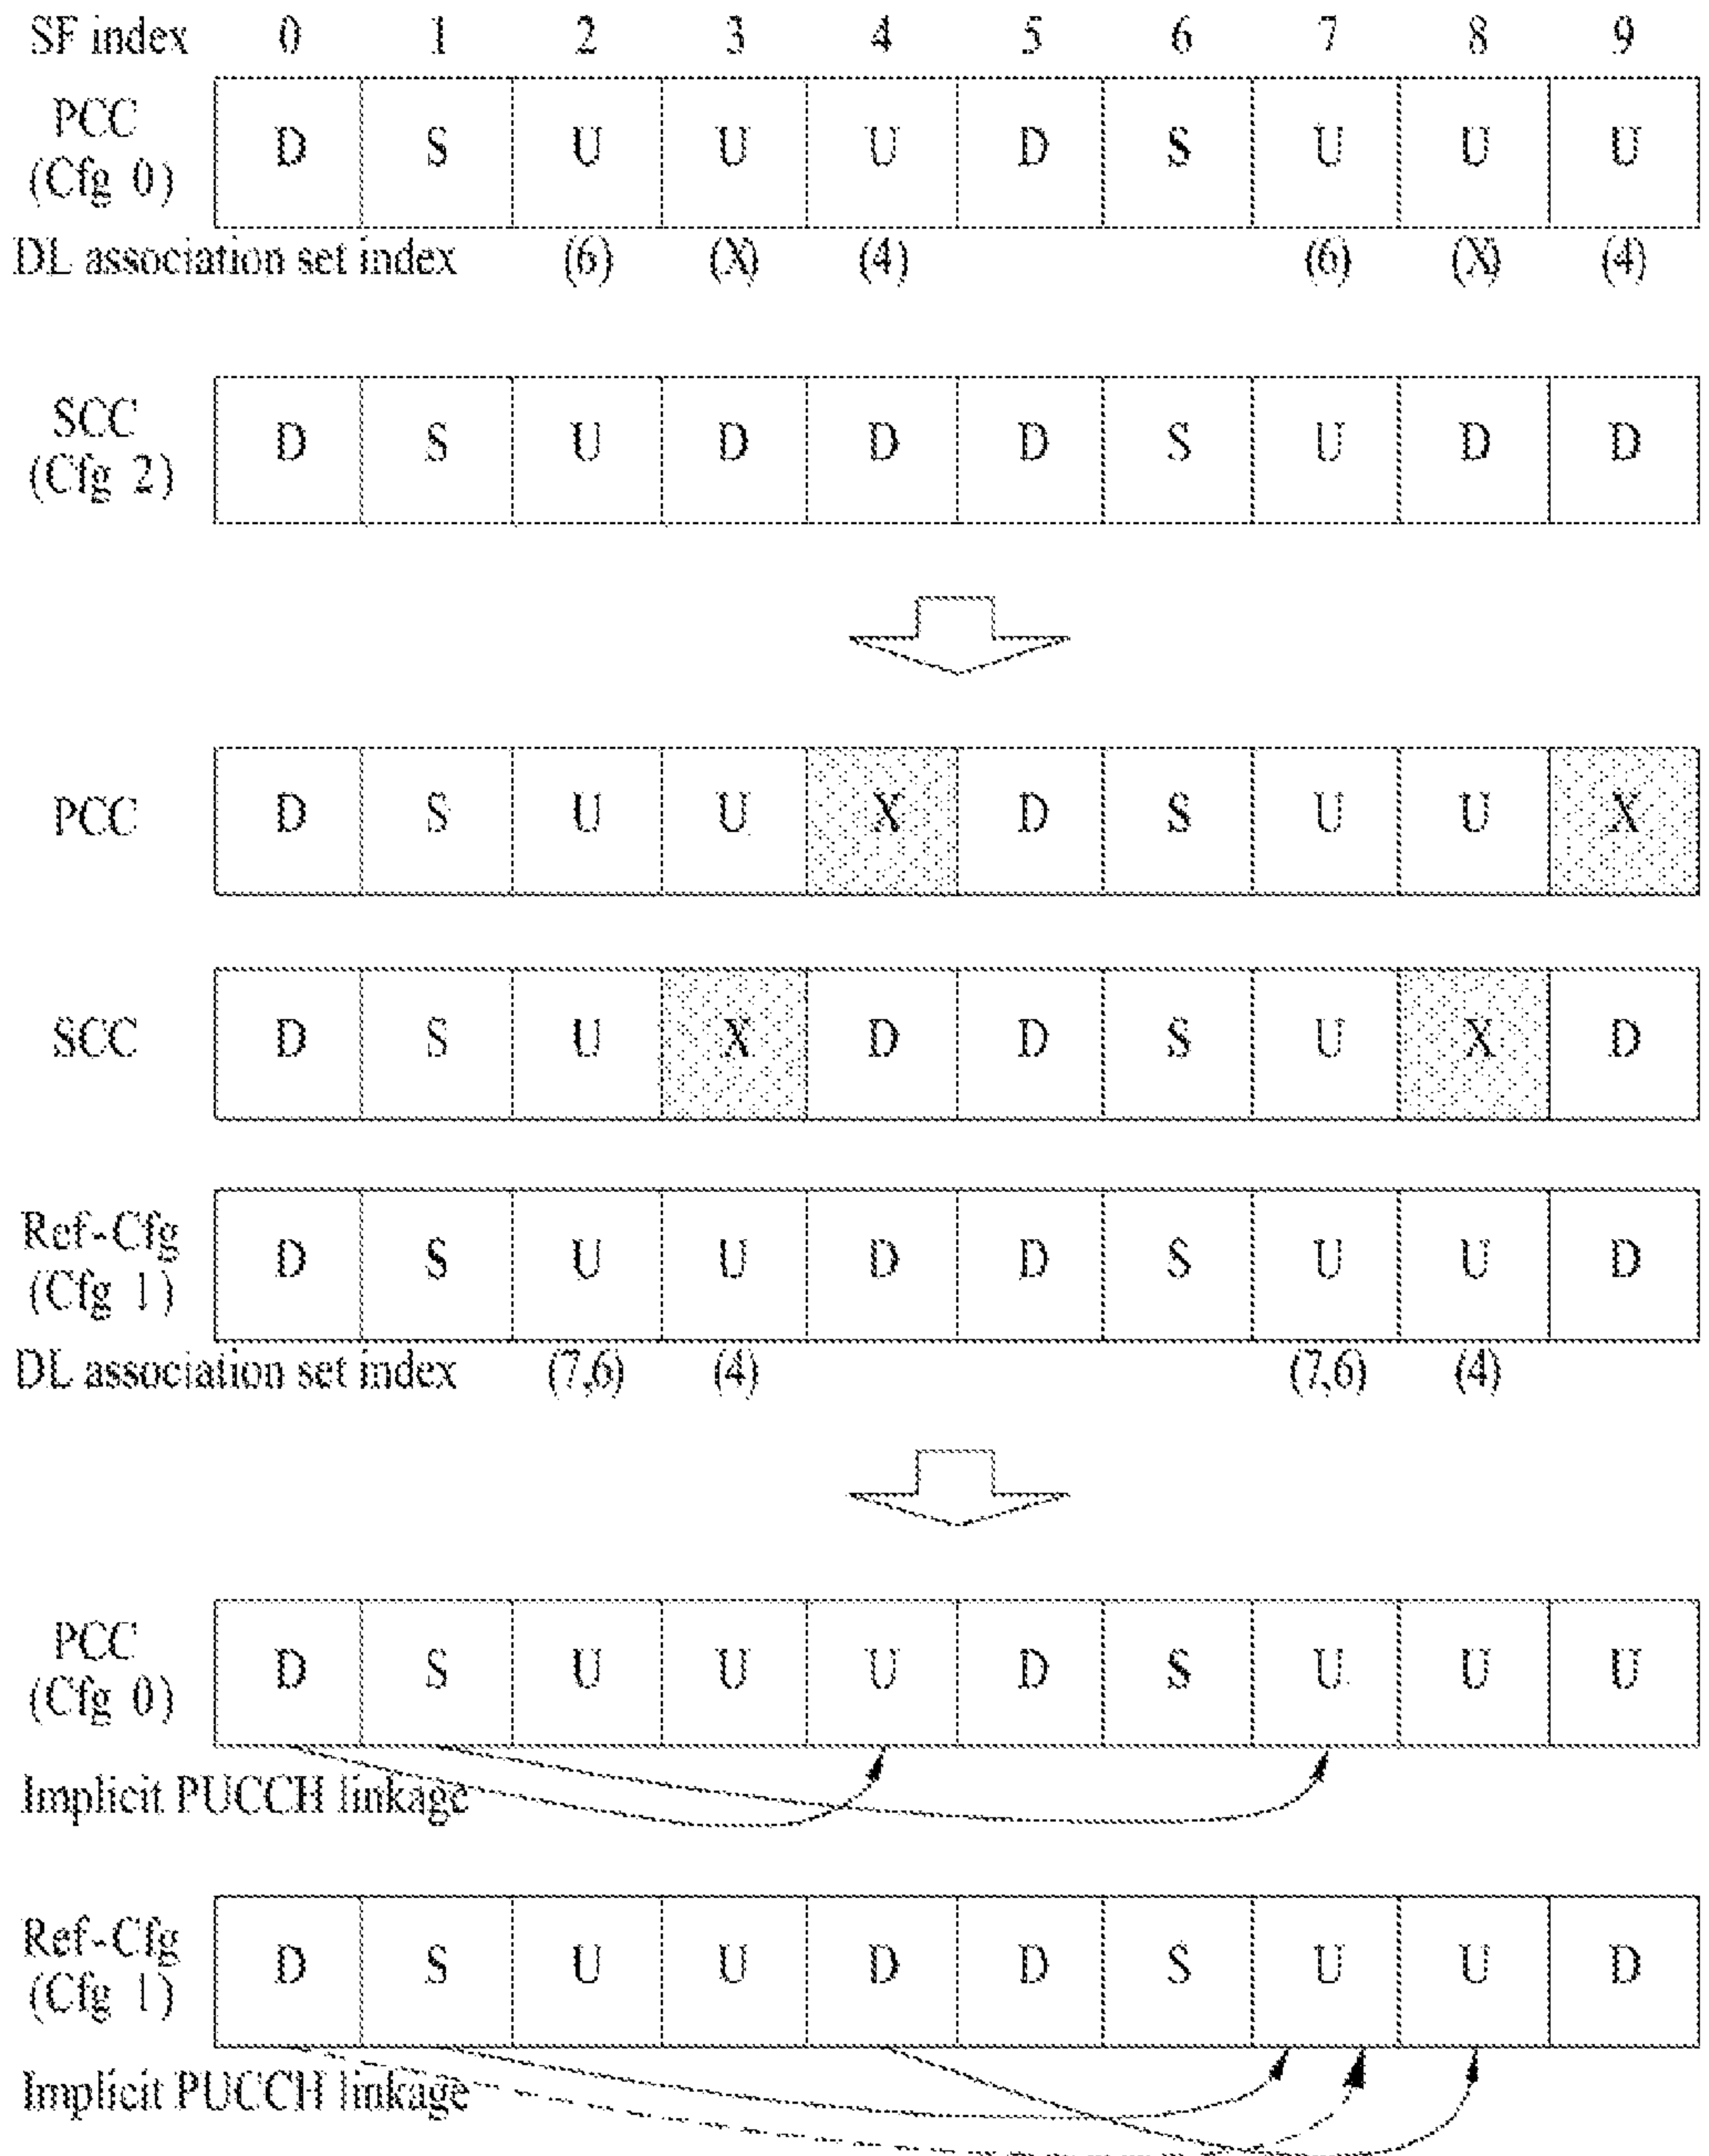 SF index 0 1 2 3 4 5 6 7 8 9
PCC
(Cfg 0)
D S U U U D S U U U
DL association set index (6) (X) (4) (6) (X) (4)
SCC
(Cfg 2)
D S U D D D S U D D
PCC D S U U X D S U U X
SCC D S U X D D S U X D
Ref-Cfg
(Cfg 1)
D S U U D D S U U D
DL association set index (7,6) (4) (7,6) (4)
PCC
(Cfg 0)
D S U U U D S U U U
Implicit PUCCH linkage
Ref-Cfg
(Cfg 1)
D S U U D D S U U D
Implicit PUCCH linkage